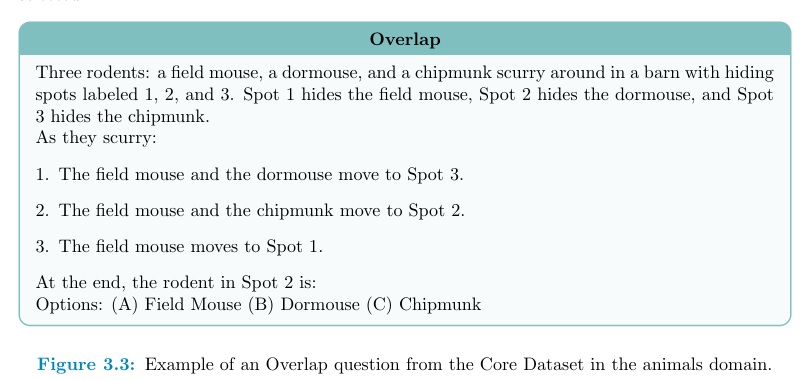 Overlap
Three rodents: a field mouse, a dormouse, and a chipmunk scurry around in a barn with hiding
spots labeled 1, 2, and 3. Spot 1 hides the field mouse, Spot 2 hides the dormouse, and Spot
3 hides the chipmunk.
As they scurry:
1. The field mouse and the dormouse move to Spot 3.
2. The field mouse and the chipmunk move to Spot 2.
3. The field mouse moves to Spot 1.
At the end, the rodent in Spot 2 is:
Options: (A) Field Mouse (B) Dormouse (C) Chipmunk
Figure 3.3: Example of an Overlap question from the Core Dataset in the animals domain.